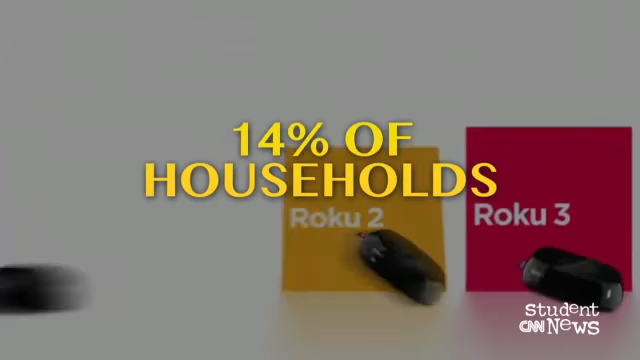 14% OF
HOUSEHOLDS
Roku 2
Roku 3
student
CNN News